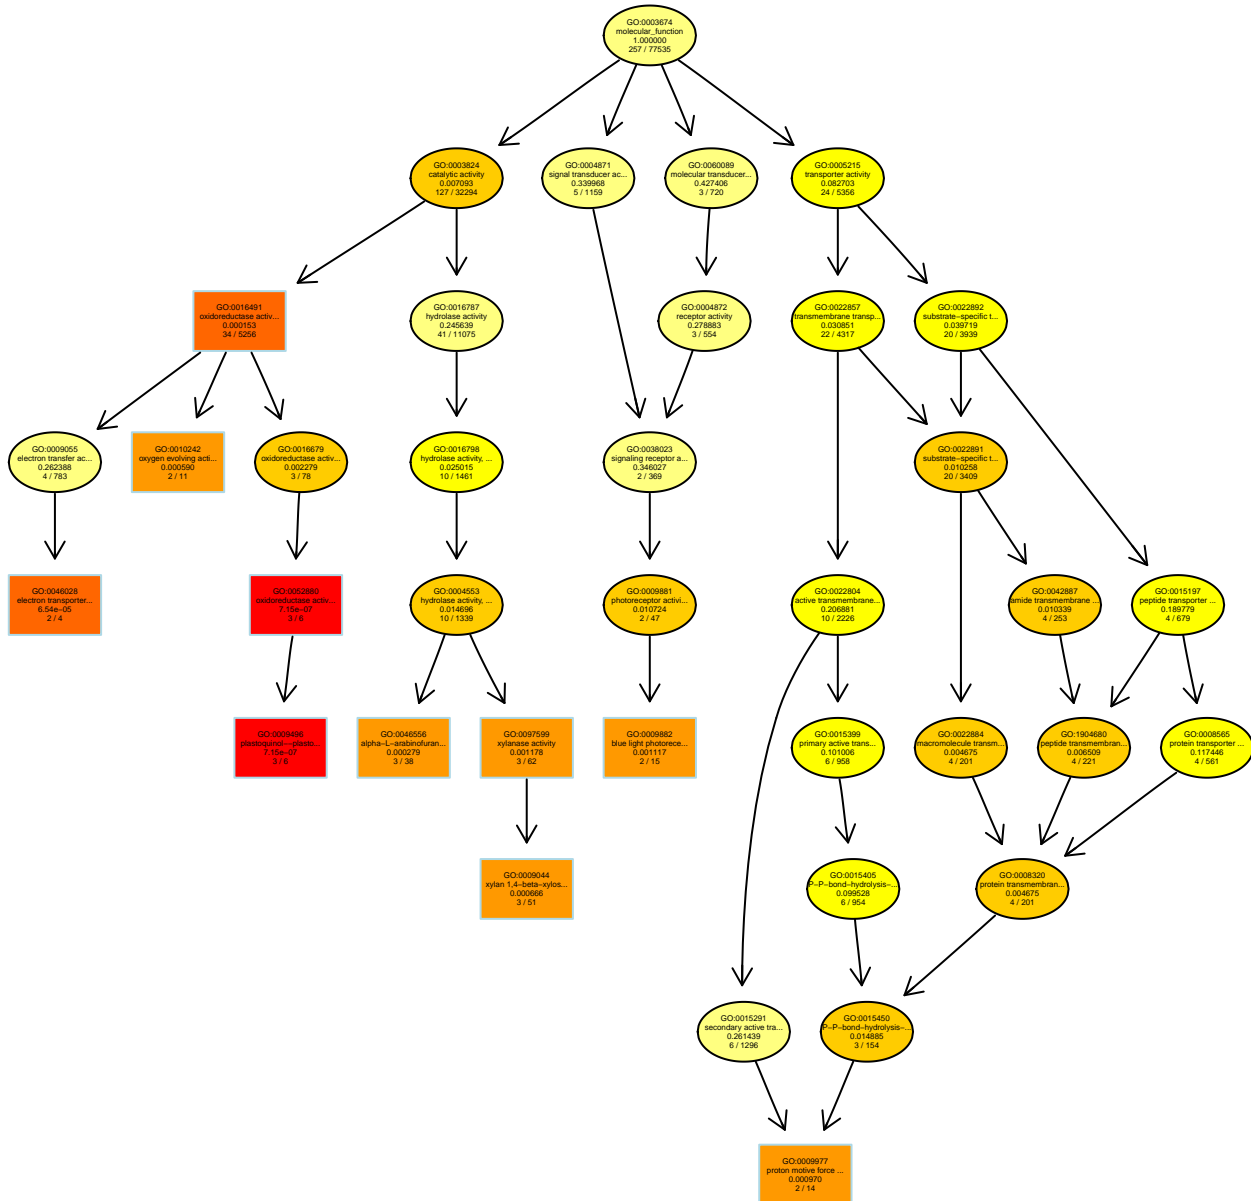 GO:0003674
molecular_function
1.000000
257 / 77535
GO:0003824
catalytic activity
0.007093
127 / 32294
GO:0004871
signal transducer ac...
0.339968
5 / 1159
GO:0060089
molecular transducer...
0.427406
3 / 720
GO:0005215
transporter activity
0.082703
24 / 5356
GO:0016491
oxidoreductase activ...
0.000153
34 / 5256
GO:0016787
hydrolase activity
0.245639
41 / 11075
GO:0004872
receptor activity
0.278883
3 / 554
GO:0022857
transmembrane transp...
0.030851
22 / 4317
GO:0022892
substrate−specific t...
0.039719
20 / 3939
GO:0009055
electron transfer ac...
0.262388
4 / 783
GO:0010242
oxygen evolving acti...
0.000590
2 / 11
GO:0016679
oxidoreductase activ...
0.002279
3 / 78
GO:0016798
hydrolase activity, ...
0.025015
10 / 1461
GO:0038023
signaling receptor a...
0.346027
2 / 369
GO:0022891
substrate−specific t...
0.010258
20 / 3409
GO:0046028
electron transporter...
6.54e−05
2 / 4
GO:0052880
oxidoreductase activ...
7.15e−07
3 / 6
GO:0004553
hydrolase activity, ...
0.014696
10 / 1339
GO:0009881
photoreceptor activi...
0.010724
2 / 47
GO:0022804
active transmembrane...
0.206881
10 / 2226
GO:0042887
amide transmembrane ...
0.010339
4 / 253
GO:0015197
peptide transporter ...
0.189779
4 / 679
GO:0009496
plastoquinol−−plasto...
7.15e−07
3 / 6
GO:0046556
alpha−L−arabinofuran...
0.000279
3 / 38
GO:0097599
xylanase activity
0.001178
3 / 62
GO:0009882
blue light photorece...
0.001117
2 / 15
GO:0015399
primary active trans...
0.101006
6 / 958
GO:0022884
macromolecule transm...
0.004675
4 / 201
GO:1904680
peptide transmembran...
0.006509
4 / 221
GO:0008565
protein transporter ...
0.117446
4 / 561
GO:0009044
xylan 1,4−beta−xylos...
0.000666
3 / 51
GO:0015405
P−P−bond−hydrolysis−...
0.099528
6 / 954
GO:0008320
protein transmembran...
0.004675
4 / 201
GO:0015291
secondary active tra...
0.261439
6 / 1296
GO:0015450
P−P−bond−hydrolysis−...
0.014885
3 / 154
GO:0009977
proton motive force ...
0.000970
2 / 14